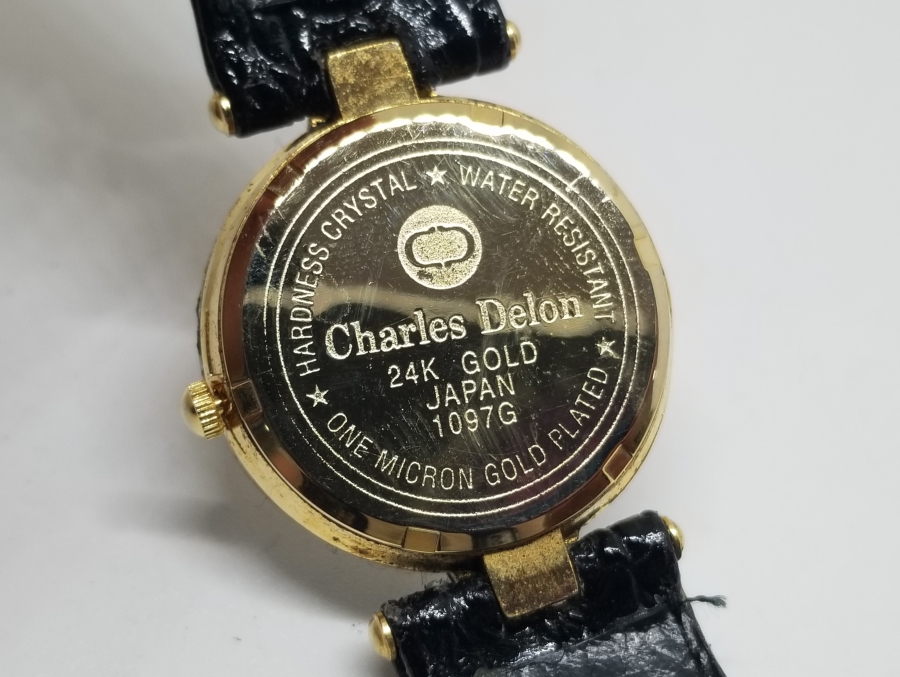 HARDNESS CRYSTAL ★ WATER RESISTANT ★
Charles Delon
24K GOLD
JAPAN
1097G
★ ONE MICRON GOLD PLATED